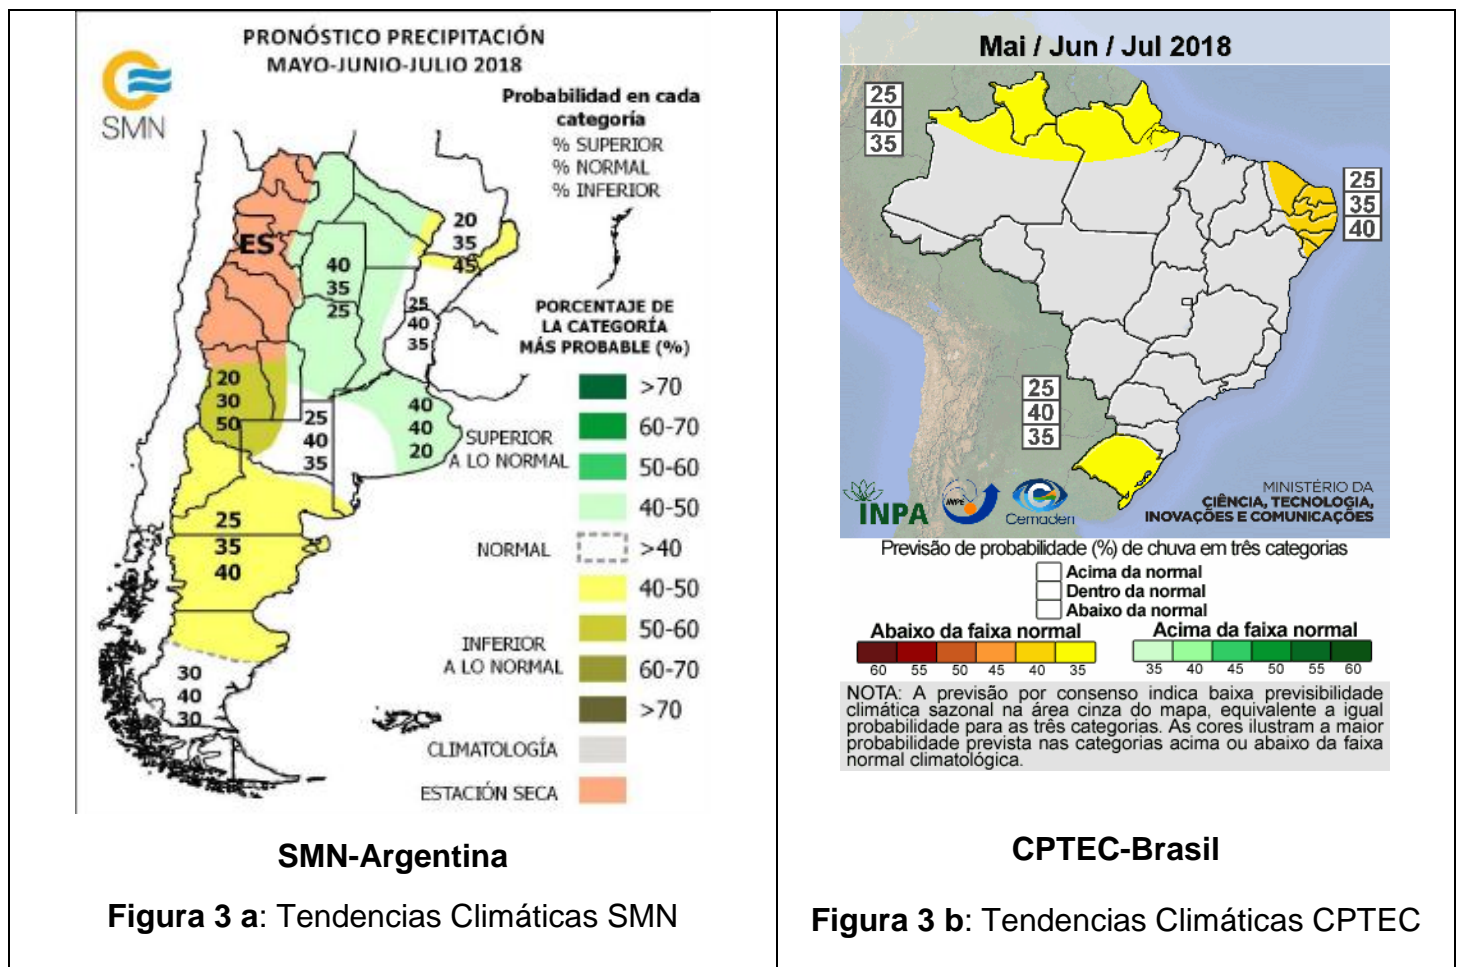 PRONÓSTICO PRECIPITACIÓN
MAYO-JUNIO-JULIO 2018
SMN
Probabilidad en cada
categoría
% SUPERIOR
% NORMAL
% INFERIOR
ES
20
35
45
40
35
25
25
40
35
20
30
50
25
40
35
40
40
20
25
35
40
30
40
30
PORCENTAJE DE
LA CATEGORÍA
MÁS PROBABLE (%)
>70
60-70
SUPERIOR
A LO NORMAL
50-60
40-50
NORMAL
>40
40-50
50-60
INFERIOR
A LO NORMAL
60-70
>70
CLIMATOLOGÍA
ESTACIÓN SECA
SMN-Argentina
Figura 3 a: Tendencias Climáticas SMN
Mai / Jun / Jul 2018
25
40
35
25
35
40
25
40
35
INPA
INPE
Cemaden
MINISTÉRIO DA
CIÊNCIA, TECNOLOGIA,
INOVAÇÕES E COMUNICAÇÕES
Previsão de probabilidade (%) de chuva em três categorias
Acima da normal
Dentro da normal
Abaixo da normal
Abaixo da faixa normal
60 55 50 45 40 35
Acima da faixa normal
35 40 45 50 55 60
NOTA: A previsão por consenso indica baixa previsibilidade
climática sazonal na área cinza do mapa, equivalente a igual
probabilidade para as três categorias. As cores ilustram a maior
probabilidade prevista nas categorias acima ou abaixo da faixa
normal climatológica.
CPTEC-Brasil
Figura 3 b: Tendencias Climáticas CPTEC